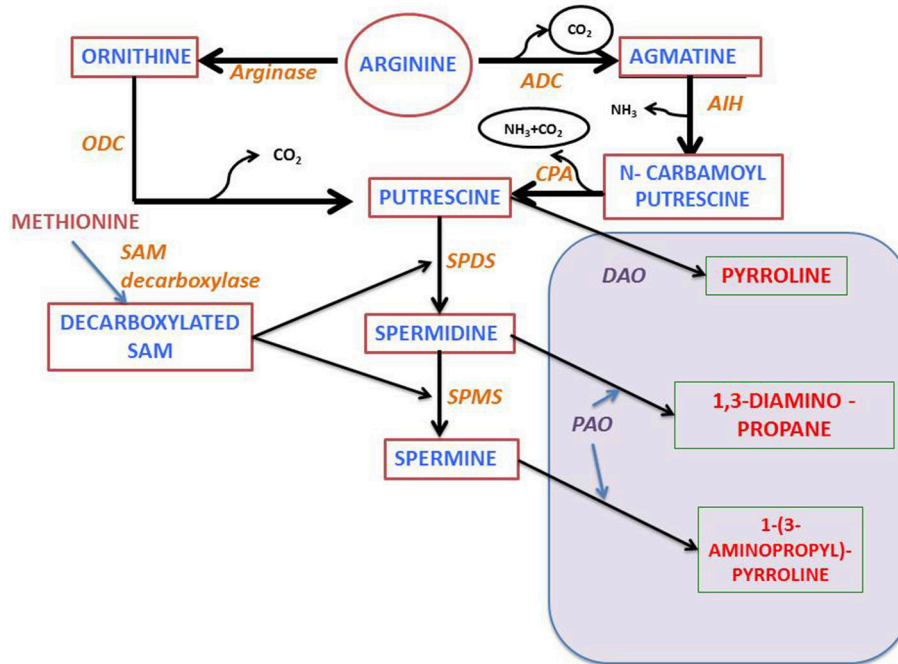 ORNITHINE
Arginase
ARGININE
CO2
ADC
AGMATINE
ODC
CO2
NH3+CO2
NH3
AIH
CPA
N- CARBAMOYL
PUTRESCINE
PUTRESCINE
METHIONINE
SAM
decarboxylase
SPDS
DAO
PYRROLINE
DECARBOXYLATED
SAM
SPERMIDINE
SPMS
PAO
1,3-DIAMINO -
PROPANE
SPERMINE
1-(3-
AMINOPROPYL)-
PYRROLINE